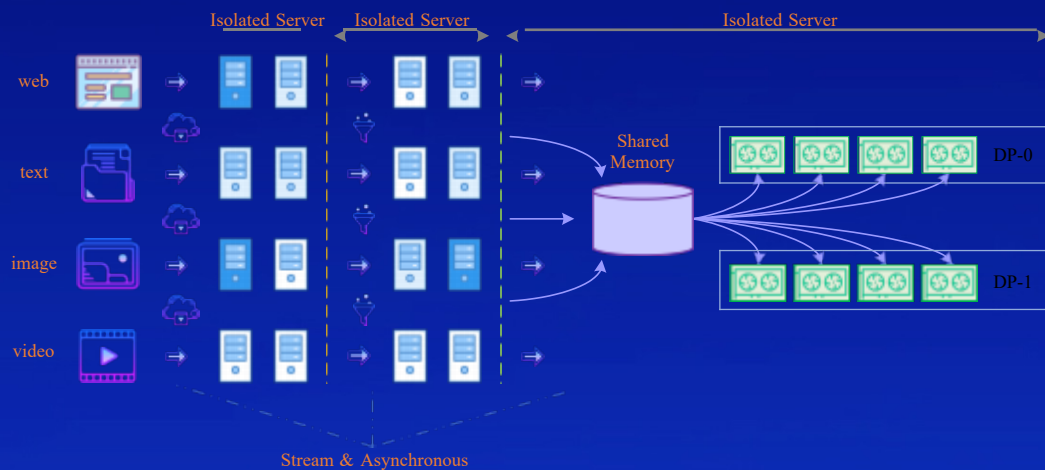 Isolated Server
Isolated Server
Isolated Server
web
text
image
video
Shared
Memory
DP-0
DP-1
Stream & Asynchronous